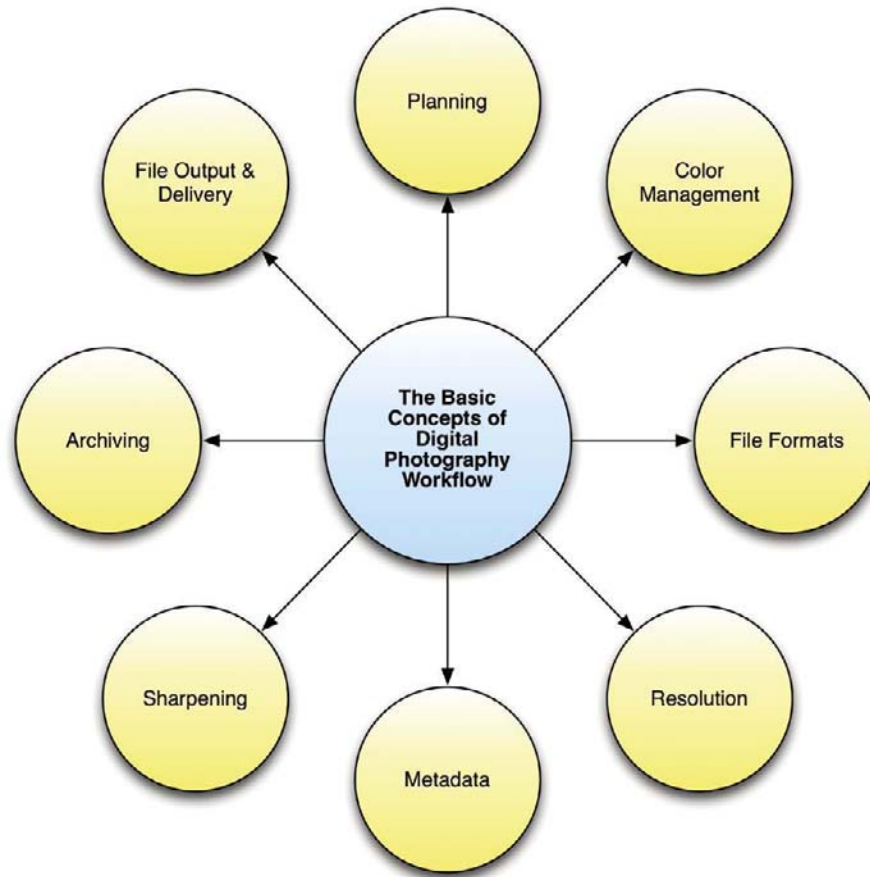 Planning
File Output &
Delivery
Color
Management
The Basic
Concepts of
Digital
Photography
Workflow
Archiving
File Formats
Sharpening
Resolution
Metadata